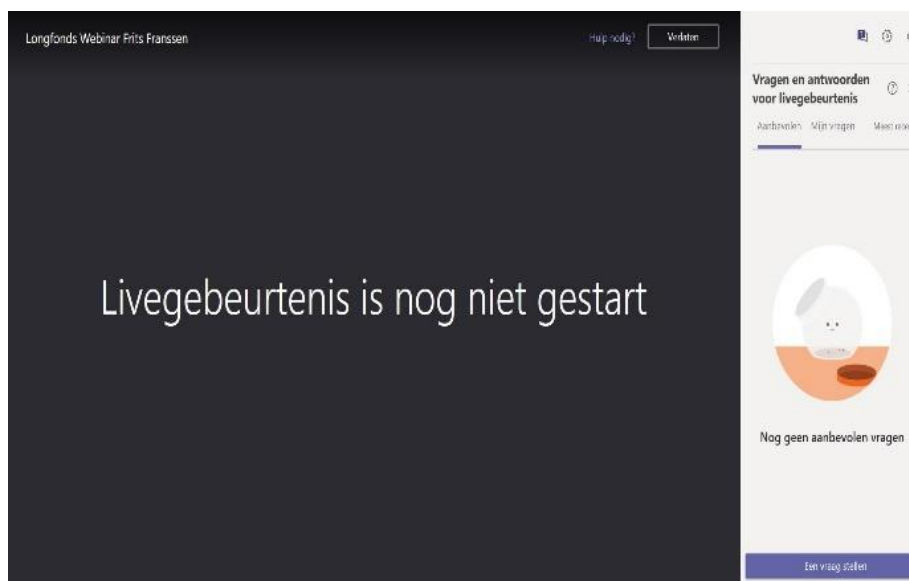 Longfonds Webinar Frits Franssen
Hulp nodig?
Verlaten
Livegebeurtenis is nog niet gestart
Vragen en antwoorden
voor livegebeurtenis
Aanbevolen Mijn vragen Meest
Nog geen aanbevolen vragen
Een vraag stellen